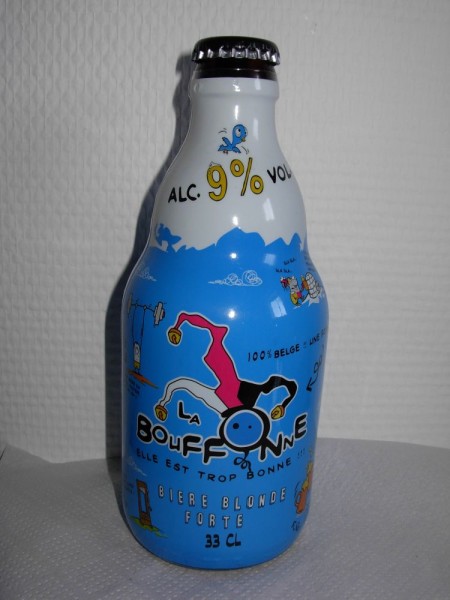 ALC. 9% VOL
100% BELGE
LA
BOUFFONNE
ELLE EST TROP BONNE !!!
BIERE BLONDE
FORTE
33 CL